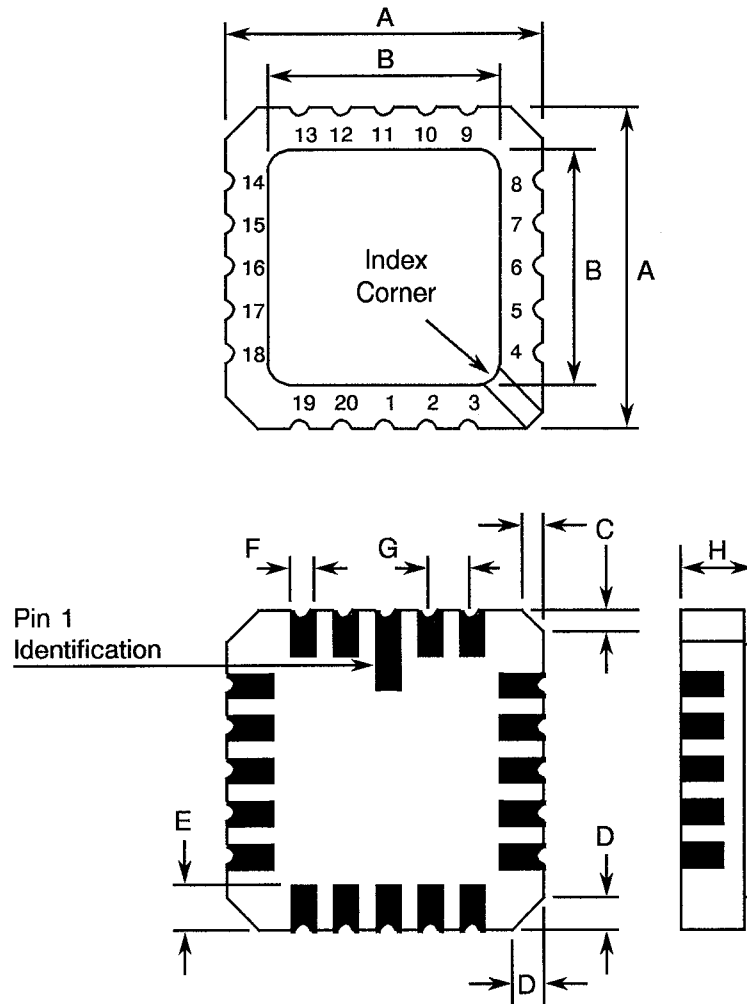 A
B
13 12 11 10 9
14 8
15 7
16 6
17 5
18 4
Index
Corner
B
A
19 20 1 2 3
F
G
C
H
Pin 1
Identification
E
D
D